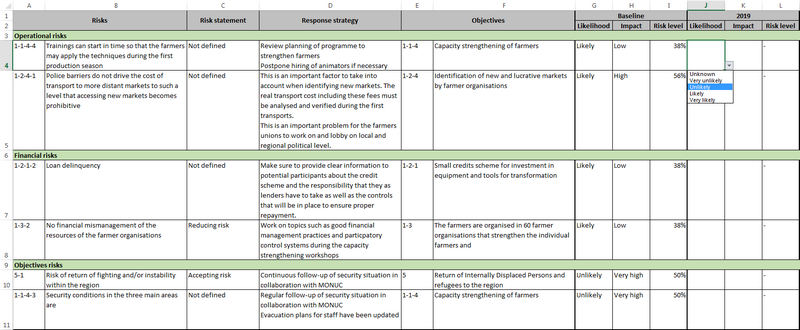 A B C D E F G H I J K L
1 Risks Risk statement Response strategy Objectives Baseline 2019
2 Likelihood Impact Risk level Likelihood Impact Risk level
3 Operational risks
1-1-4-4 Trainings can start in time so that the farmers Not defined Review planning of programme to 1-1-4 Capacity strengthening of farmers Likely Low 38% -
may apply the techniques during the first strengthen farmers
4 production season Postpone hiring of animators if necessary
1-2-4-1 Police barriers do not drive the cost of Not defined This is an important factor to take into 1-2-4 Identification of new and lucrative markets Likely High 56% -
transport to more distant markets to such a account when identifying new markets. The by farmer organisations
level that accessing new markets becomes real transport cost including these fees must
prohibitive be analysed and verified during the first
transports.
This is an important problem for the farmers
unions to work on and lobby on local and
5 regional political level.
Unknown
Very unlikely
Unlikely
Likely
Very likely
6 Financial risks
1-2-1-2 Loan delinquency Not defined Make sure to provide clear information to 1-2-1 Small credits scheme for investment in Likely Low 38% -
potential participants about the credit equipment and tools for transformation
scheme and the responsibility that they as
lenders have to take as well as the controls
that will be in place to ensure proper
7 repayment.
1-3-2 No financial mismanagement of the Reducing risk Work on topics such as good financial 1-3 The farmers are organised in 60 farmer Likely Low 38% -
resources of the farmer organisations management practices and particpatory organisations that strengthen the individual
control systems during the capacity farmers and
8 strengthening workshops
9 Objectives risks
5-1 Risk of return of fighting and/or instability Accepting risk Continuous follow-up of security situation in 5 Return of Internally Displaced Persons and Unlikely Very high 50% -
10 within the region collaboration with MONUC refugees to the region
1-1-4-3 Security conditions in the three main areas Not defined Regular follow-up of security situation in 1-1-4 Capacity strengthening of farmers Unlikely Very high 50% -
are collaboration with MONUC
Evacuation plans for staff have been updated
11